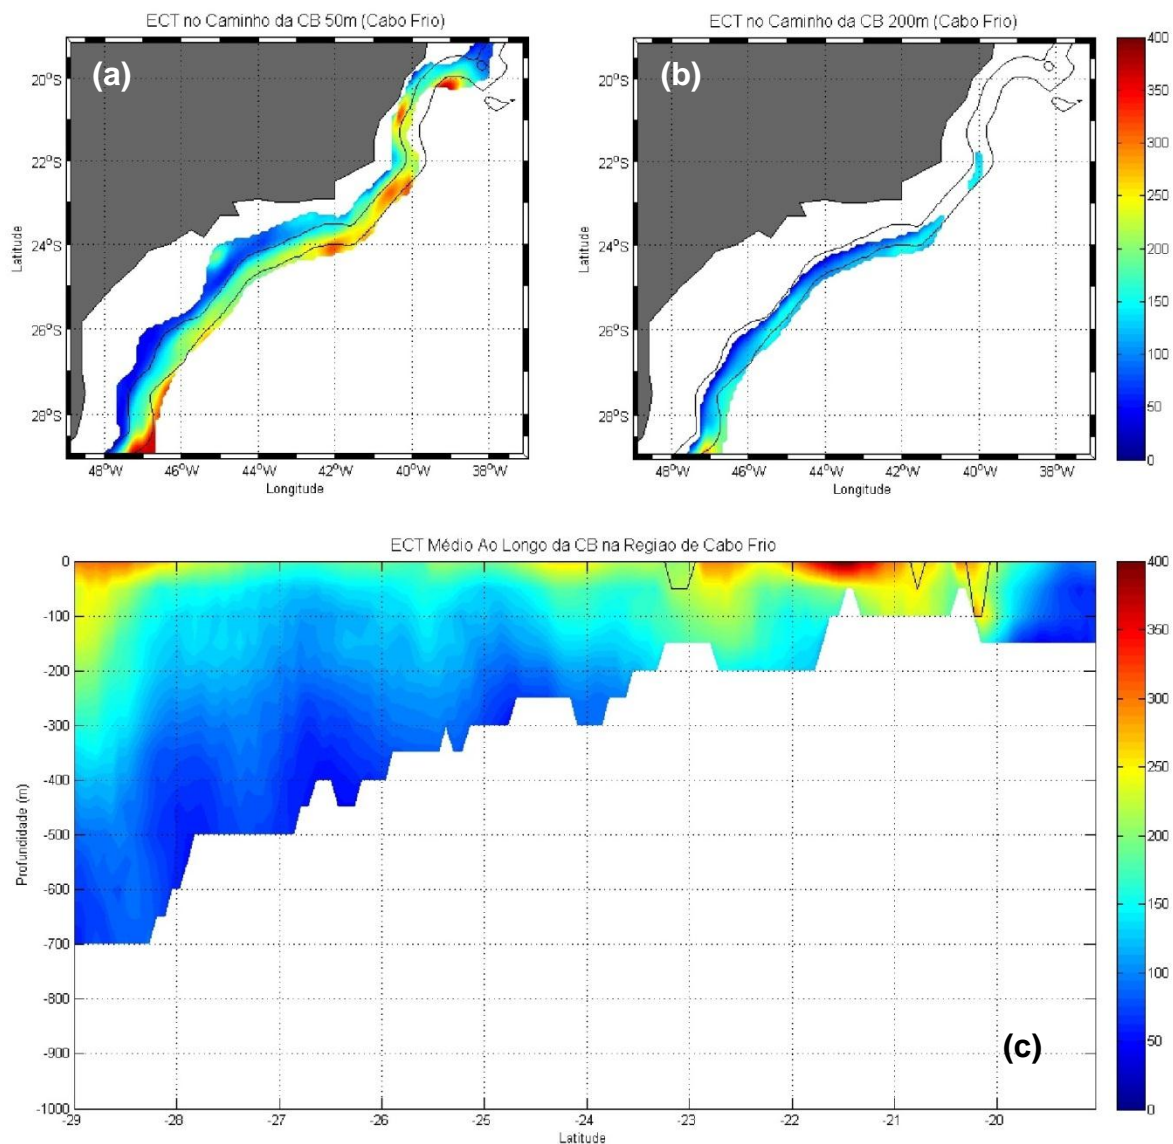 ECT no Caminho da CB 50m (Cabo Frio)
ECT no Caminho da CB 200m (Cabo Frio)
(a)
(b)
20°S
22°S
24°S
26°S
28°S
Latitude
48°W 46°W 44°W 42°W 40°W 38°W
Longitude
20°S
22°S
24°S
26°S
28°S
Latitude
48°W 46°W 44°W 42°W 40°W 38°W
Longitude
400
350
300
250
200
150
100
50
0
ECT Médio Ao Longo da CB na Regiao de Cabo Frio
0
-100
-200
-300
-400
-500
-600
-700
-800
-900
-1000
Profundidade (m)
-29 -28 -27 -26 -25 -24 -23 -22 -21 -20
Latitude
(c)
400
350
300
250
200
150
100
50
0